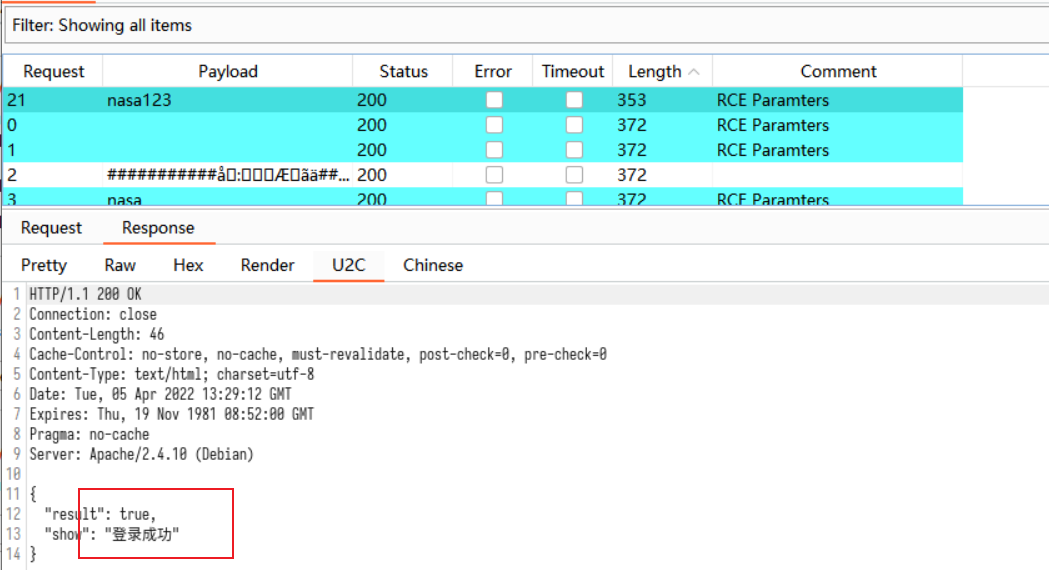 Filter: Showing all items
Request Payload Status Error Timeout Length Comment
21 nasa123 200 353 RCE Paramters
0 200 372 RCE Paramters
1 200 372 RCE Paramters
2 200 372
3 nasa 200 372 RCE Paramters
Request Response
Pretty Raw Hex Render U2C Chinese
1 HTTP/1.1 200 OK
2 Connection: close
3 Content-Length: 46
4 Cache-Control: no-store, no-cache, must-revalidate, post-check=0, pre-check=0
5 Content-Type: text/html; charset=utf-8
6 Date: Tue, 05 Apr 2022 13:29:12 GMT
7 Expires: Thu, 19 Nov 1981 08:52:00 GMT
8 Pragma: no-cache
9 Server: Apache/2.4.10 (Debian)
10
11 {
12 "result": true,
13 "show": "登录成功"
14 }